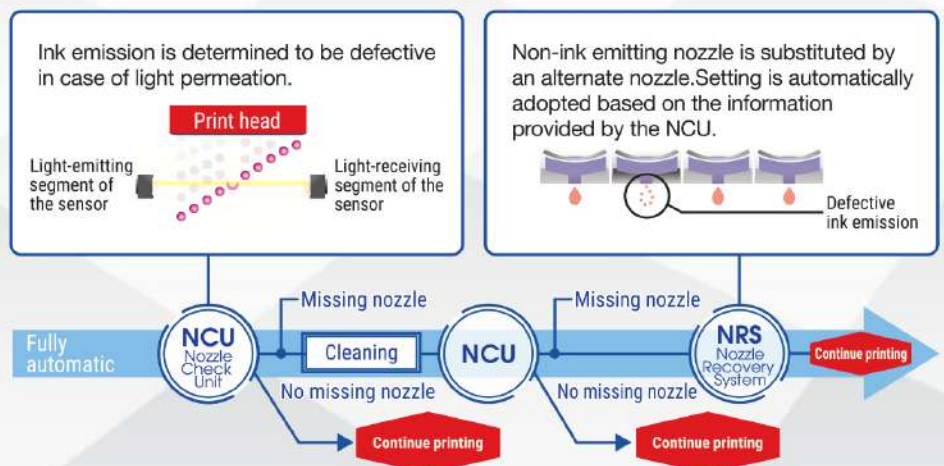 Ink emission is determined to be defective
in case of light permeation.
Print head
Light-emitting
segment of
the sensor
Light-receiving
segment of the
sensor
Non-ink emitting nozzle is substituted by
an alternate nozzle.Setting is automatically
adopted based on the information
provided by the NCU.
Defective
ink emission
Fully
automatic
NCU
Nozzle
Check
Unit
Missing nozzle
Cleaning
No missing nozzle
Continue printing
NCU
Missing nozzle
No missing nozzle
Continue printing
NRS
Nozzle
Recovery
System
Continue printing